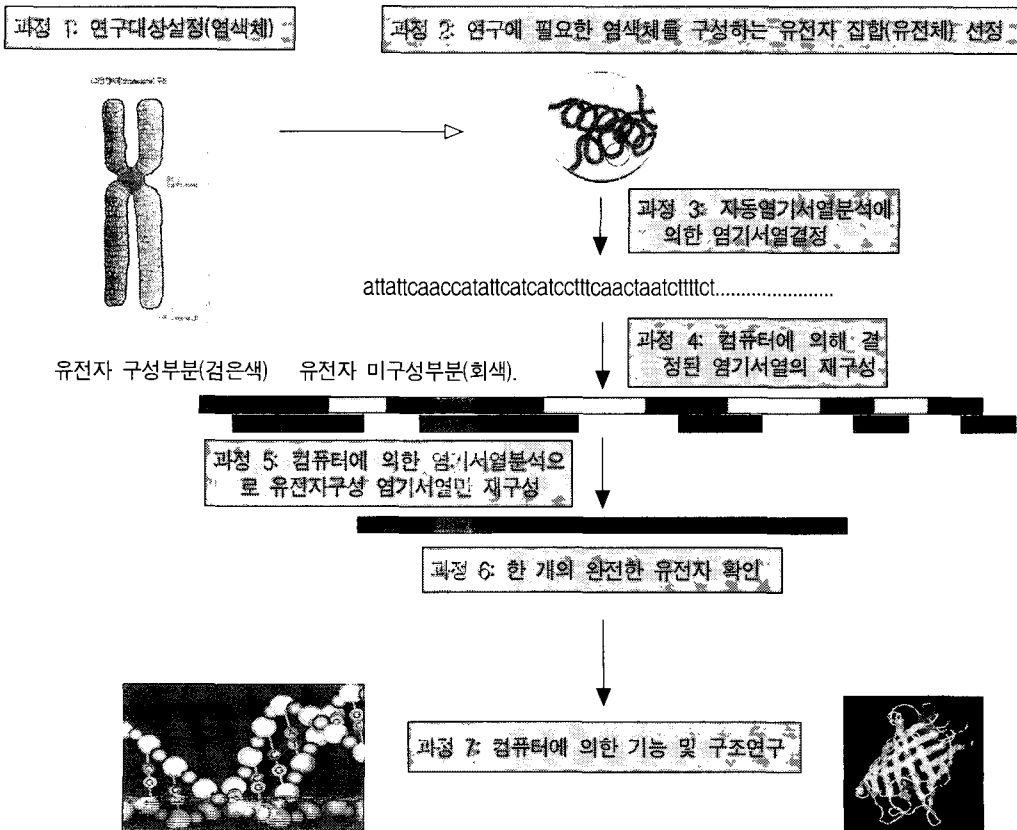 과정 1: 연구대상설정(염색체)
과정 2: 연구에 필요한 염색체를 구성하는 유전자 집합(유전체) 선정
과정 3: 자동염기서열분석에
의한 염기서열결정
attattcaaccatattcatcatcctttcaactaatcttttct......................
과정 4: 컴퓨터에 의해 결
정된 염기서열의 재구성
유전자 구성부분(검은색) 유전자 미구성부분(회색).
과정 5: 컴퓨터에 의한 염기서열분석으
로 유전자구성 염기서열만 재구성
과정 6: 한 개의 완전한 유전자 확인
과정 7: 컴퓨터에 의한 기능 및 구조연구